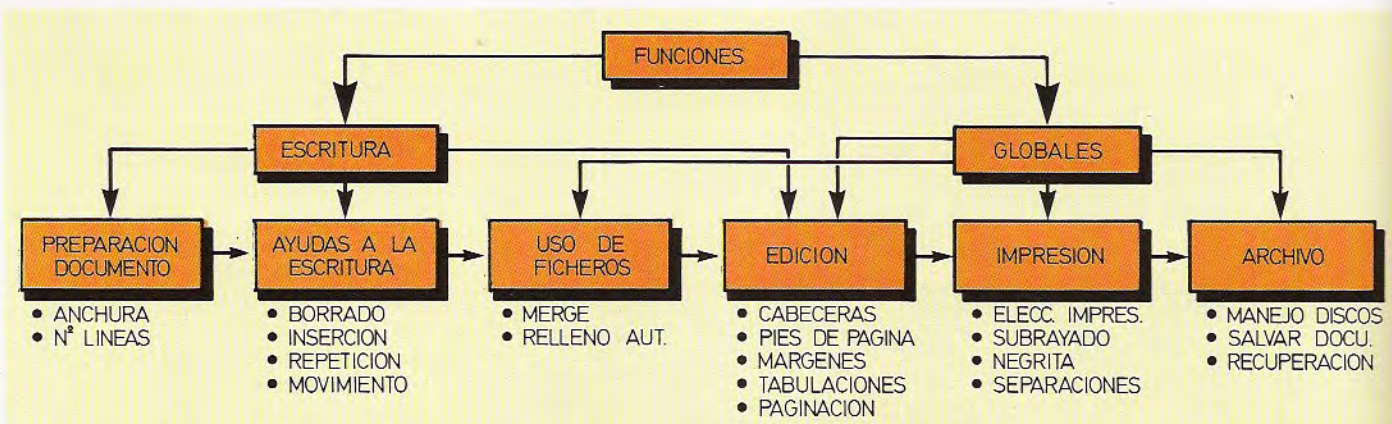 FUNCIONES
ESCRITURA
GLOBALES
PREPARACION
DOCUMENTO
• ANCHURA
• Nº LINEAS
AYUDAS A LA
ESCRITURA
• BORRADO
• INSERCION
• REPETICION
• MOVIMIENTO
USO DE
FICHEROS
• MERGE
• RELLENO AUT.
EDICION
• CABECERAS
• PIES DE PAGINA
• MARGENES
• TABULACIONES
• PAGINACION
IMPRESION
• ELECC. IMPRES.
• SUBRAYADO
• NEGRITA
• SEPARACIONES
ARCHIVO
• MANEJO DISCOS
• SALVAR DOCU.
• RECUPERACION